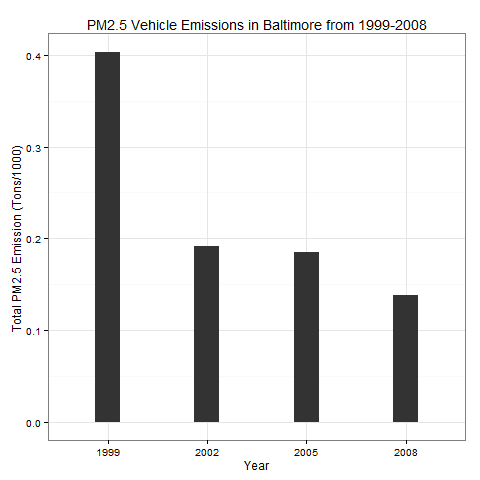 PM2.5 Vehicle Emissions in Baltimore from 1999-2008
Total PM2.5 Emission (Tons/1000)
0.4
0.3
0.2
0.1
0.0
1999 2002 2005 2008
Year